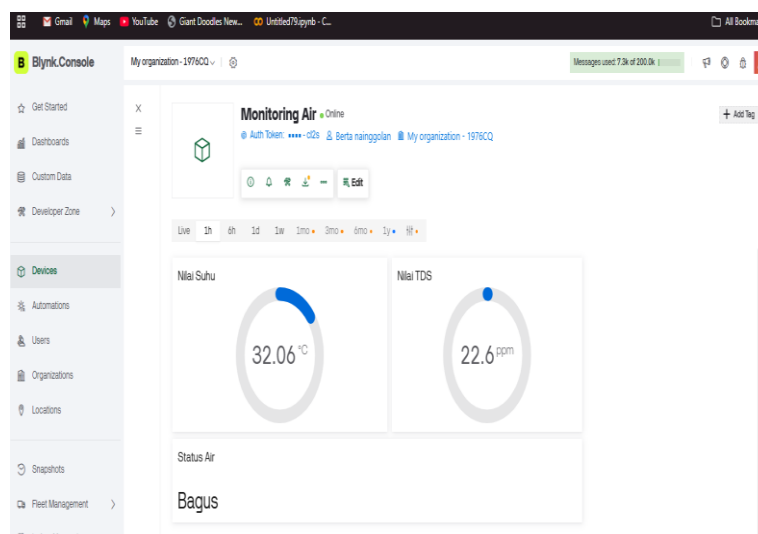 Gmail Maps YouTube Giant Doodles New... Untitled79.ipynb - C... All Bookma
B Blynk.Console
My organization - 1976CQ
Messages used: 7.3k of 200.0k
Get Started
Dashboards
Custom Data
Developer Zone
Devices
Automations
Users
Organizations
Locations
Snapshots
Fleet Management
Monitoring Air Online
Auth Token: •••• - cl2s Berta nainggolan My organization - 1976CQ
Add Tag
Edit
Live 1h 6h 1d 1w 1mo 3mo 6mo 1y
Nilai Suhu
32.06 °C
Nilai TDS
22.6 ppm
Status Air
Bagus